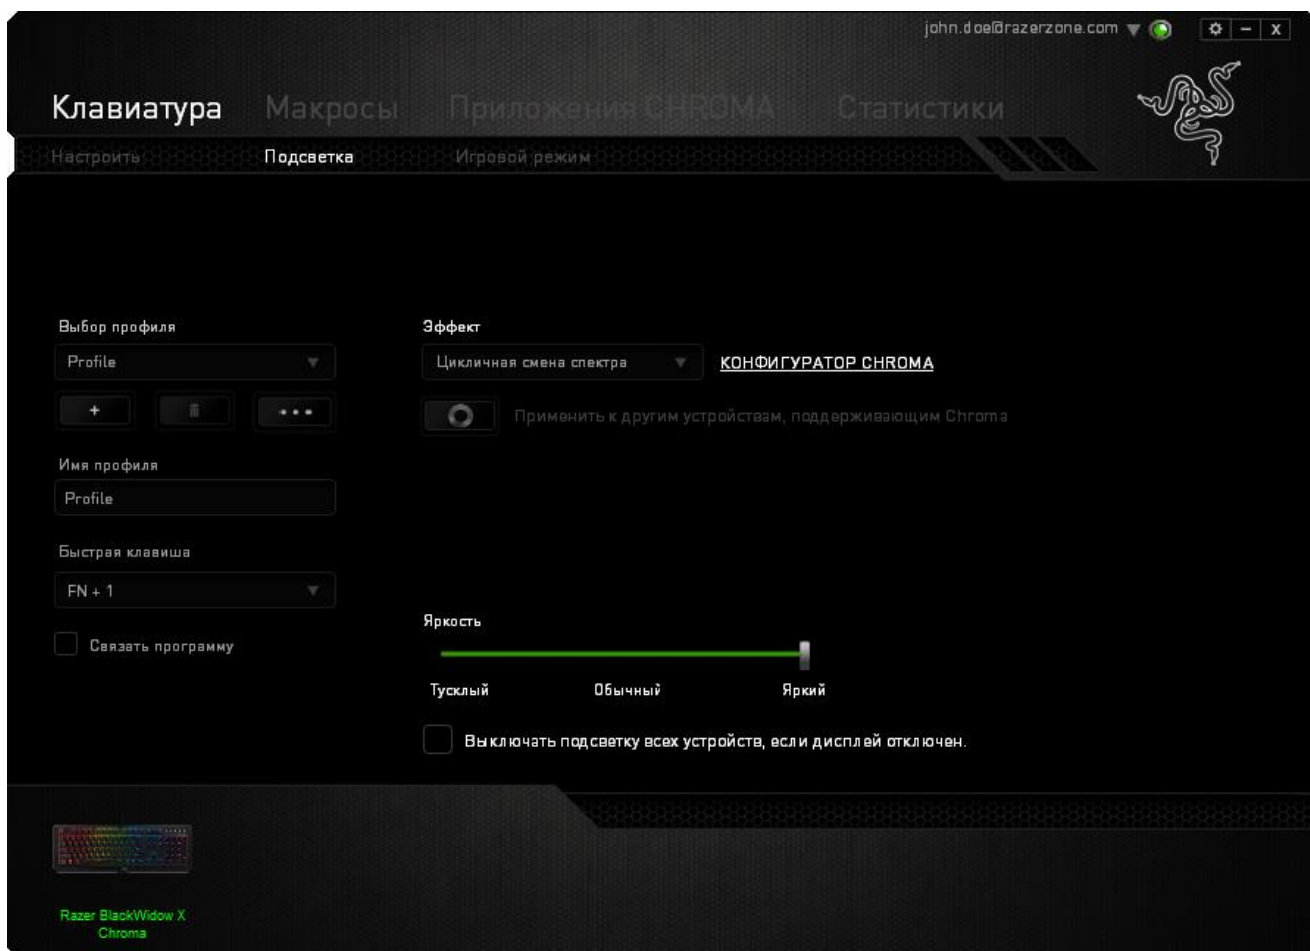 john.doe@razerzone.com
Клавиатура Макросы Приложения CHROMA Статистики
Настроить Подсветка Игровой режим
Выбор профиля
Profile
Имя профиля
Profile
Быстрая клавиша
FN + 1
Связать программу
Эффект
Цикличная смена спектра
КОНФИГУРАТОР CHROMA
Применить к другим устройствам, поддерживающим Chroma
Яркость
Тусклый Обычный Яркий
Выключать подсветку всех устройств, если дисплей отключен.
Razer BlackWidow X
Chroma